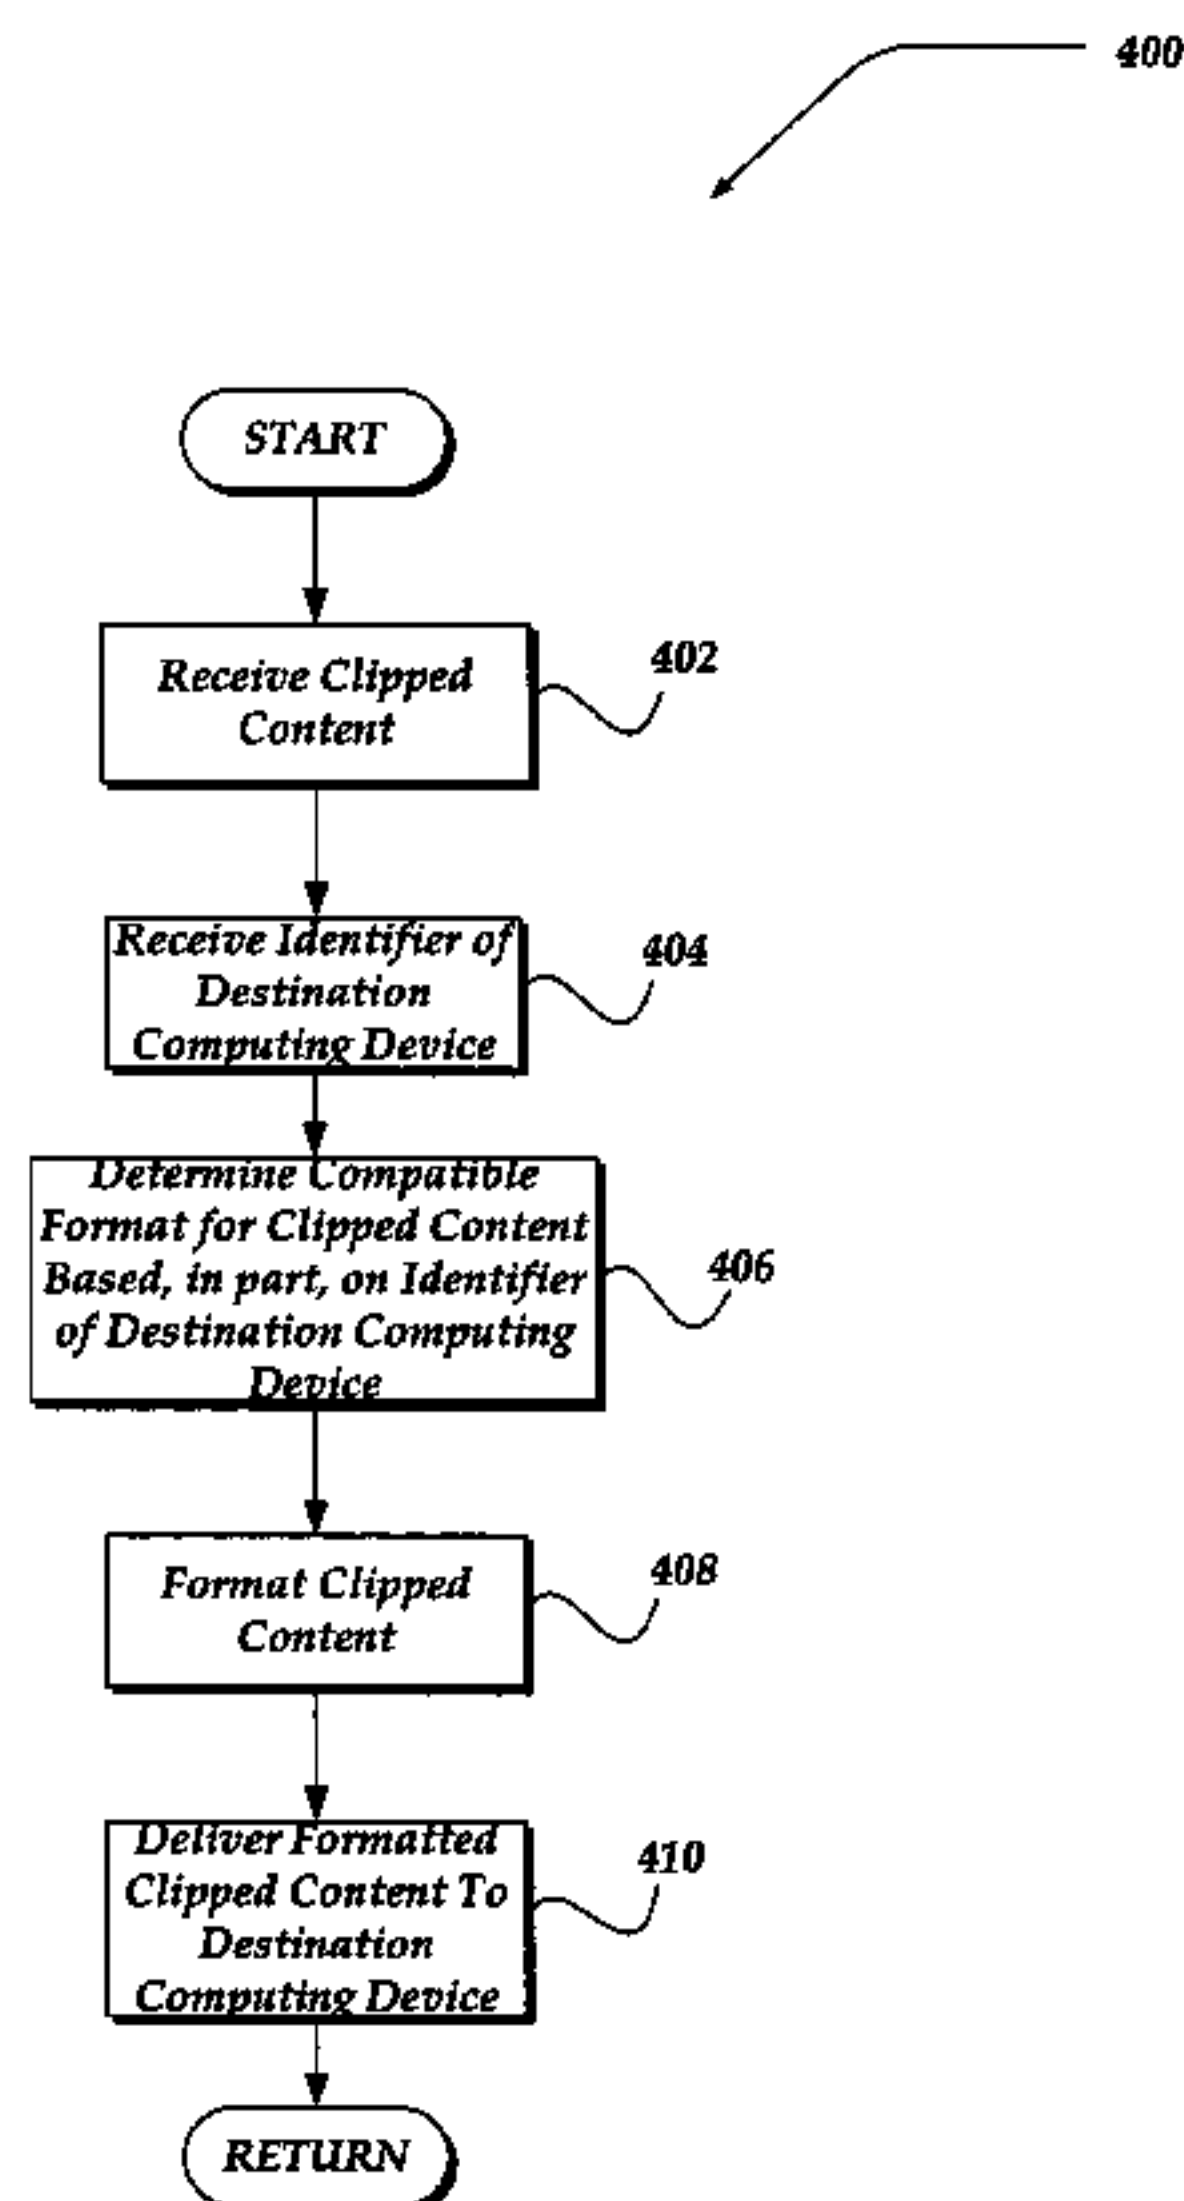 400
START
Receive Clipped
Content
402
Receive Identifier of
Destination
Computing Device
404
Determine Compatible
Format for Clipped Content
Based, in part, on Identifier
of Destination Computing
Device
406
Format Clipped
Content
408
Deliver Formatted
Clipped Content To
Destination
Computing Device
410
RETURN